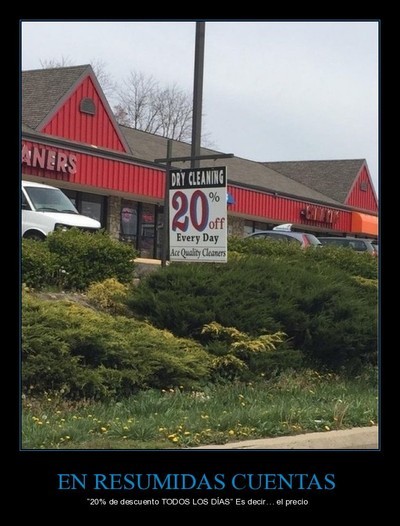 ANERS
DRY CLEANING
20%
off
Every Day
Ace Quality Cleaners
EN RESUMIDAS CUENTAS
"20% de descuento TODOS LOS DÍAS" Es decir... el precio